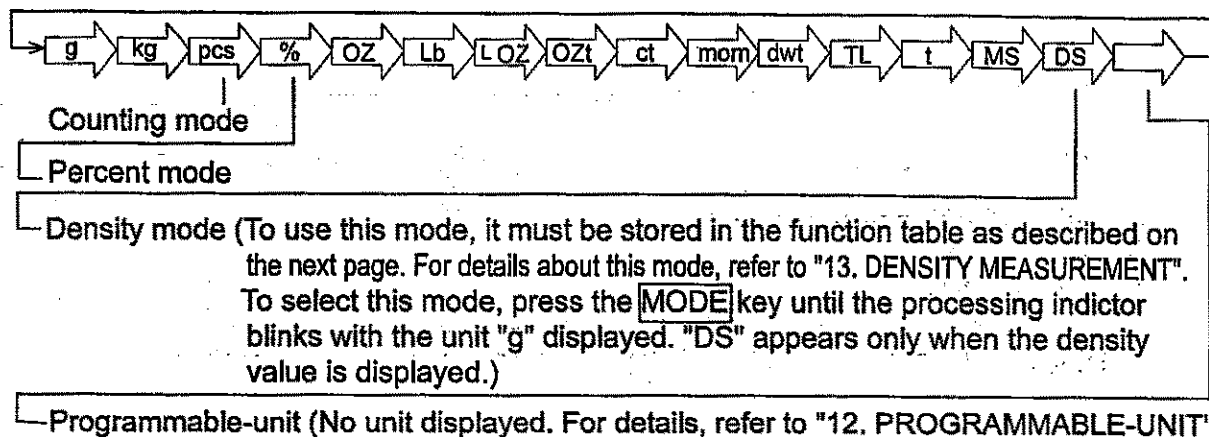 g kg pcs % OZ Lb L OZ OZt ct mom dwt TL t MS DS
Counting mode
Percent mode
Density mode (To use this mode, it must be stored in the function table as described on
the next page. For details about this mode, refer to "13. DENSITY MEASUREMENT".
To select this mode, press the MODE key until the processing indictor
blinks with the unit "g" displayed. "DS" appears only when the density
value is displayed.)
Programmable-unit (No unit displayed. For details, refer to "12. PROGRAMMABLE-UNIT"